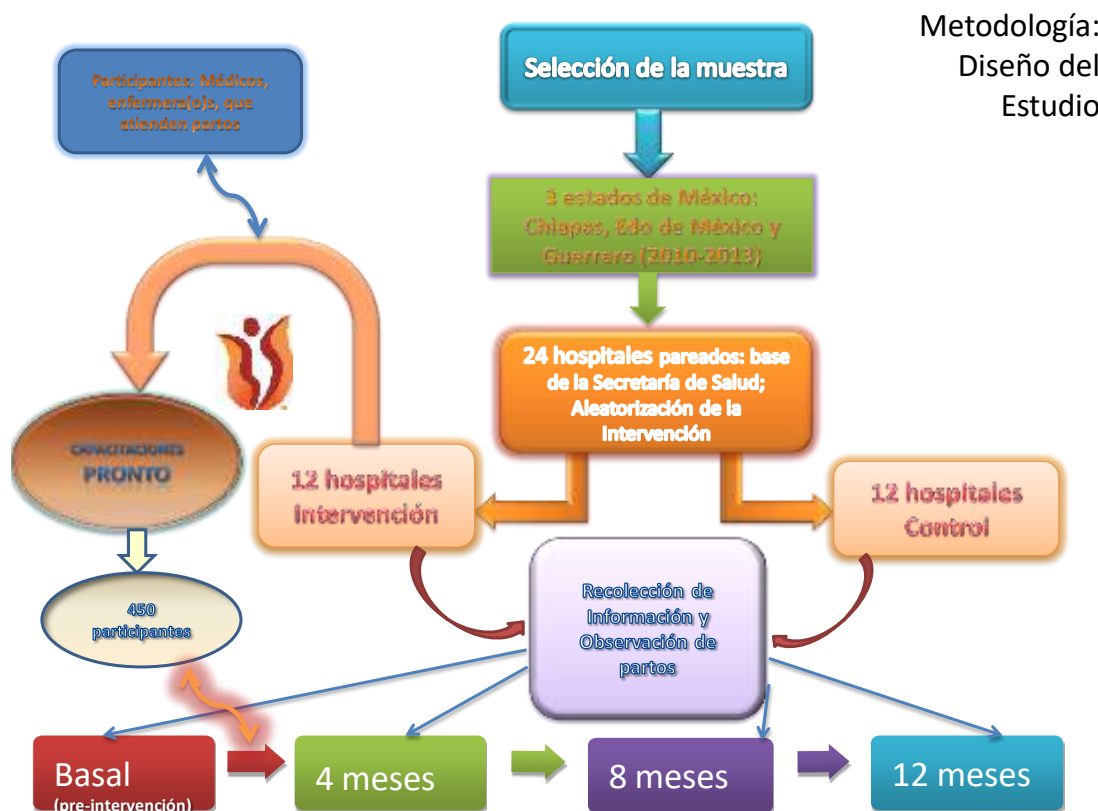 Metodología:
Diseño del
Estudio
Participantes: Médicos,
enfermera(o)s, que
atienden partos
Selección de la muestra
3 estados de México:
Chiapas, Edo de México y
Guerrero (2010-2013)
24 hospitales pareados: base
de la Secretaría de Salud;
Aleatorización de la
Intervención
CAPACITACIONES
PRONTO
12 hospitales
Intervención
12 hospitales
Control
450
participantes
Recolección de
Información y
Observación de
partos
Basal
(pre-intervención)
4 meses
8 meses
12 meses